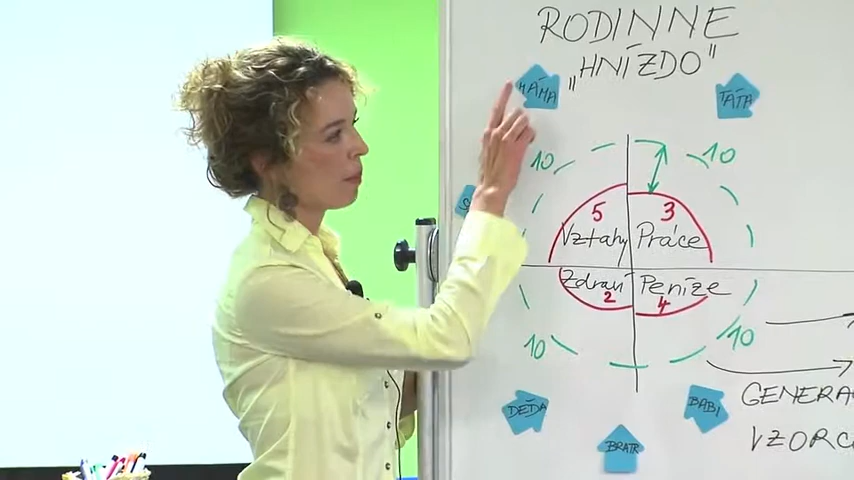 RODINNÉ
"HNÍZDO"
MÁMA
TÁTA
10
10
5
3
Vztahy
Práce
Zdraví
Peníze
2
4
10
10
DĚDA
BRATR
BABI
GENERA
VZORC